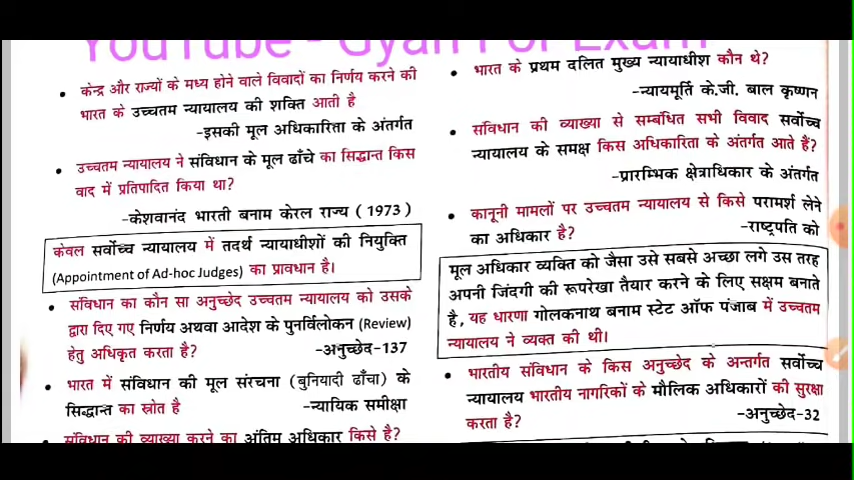 YouTube - Gyan For Exam
• केन्द्र और राज्यों के मध्य होने वाले विवादों का निर्णय करने की
भारत के उच्चतम न्यायालय की शक्ति आती है
-इसकी मूल अधिकारिता के अंतर्गत
• उच्चतम न्यायालय ने संविधान के मूल ढाँचे का सिद्धान्त किस
वाद में प्रतिपादित किया था?
-केशवानंद भारती बनाम केरल राज्य (1973)
केवल सर्वोच्च न्यायालय में तदर्थ न्यायाधीशों की नियुक्ति
(Appointment of Ad-hoc Judges) का प्रावधान है।
• संविधान का कौन सा अनुच्छेद उच्चतम न्यायालय को उसके
द्वारा दिए गए निर्णय अथवा आदेश के पुनर्विलोकन (Review)
हेतु अधिकृत करता है? -अनुच्छेद-137
• भारत में संविधान की मूल संरचना (बुनियादी ढाँचा) के
सिद्धान्त का स्रोत है -न्यायिक समीक्षा
संविधान की व्याख्या करने का अंतिम अधिकार किसे है?
• भारत के प्रथम दलित मुख्य न्यायाधीश कौन थे?
-न्यायमूर्ति के.जी. बाल कृष्णन
• संविधान की व्याख्या से सम्बंधित सभी विवाद सर्वोच्च
न्यायालय के समक्ष किस अधिकारिता के अंतर्गत आते हैं?
-प्रारम्भिक क्षेत्राधिकार के अंतर्गत
• कानूनी मामलों पर उच्चतम न्यायालय से किसे परामर्श लेने
का अधिकार है? -राष्ट्रपति को
मूल अधिकार व्यक्ति को जैसा उसे सबसे अच्छा लगे उस तरह
अपनी जिंदगी की रूपरेखा तैयार करने के लिए सक्षम बनाते
है, यह धारणा गोलकनाथ बनाम स्टेट ऑफ पंजाब में उच्चतम
न्यायालय ने व्यक्त की थी।
• भारतीय संविधान के किस अनुच्छेद के अन्तर्गत सर्वोच्च
न्यायालय भारतीय नागरिकों के मौलिक अधिकारों की सुरक्षा
करता है? -अनुच्छेद-32